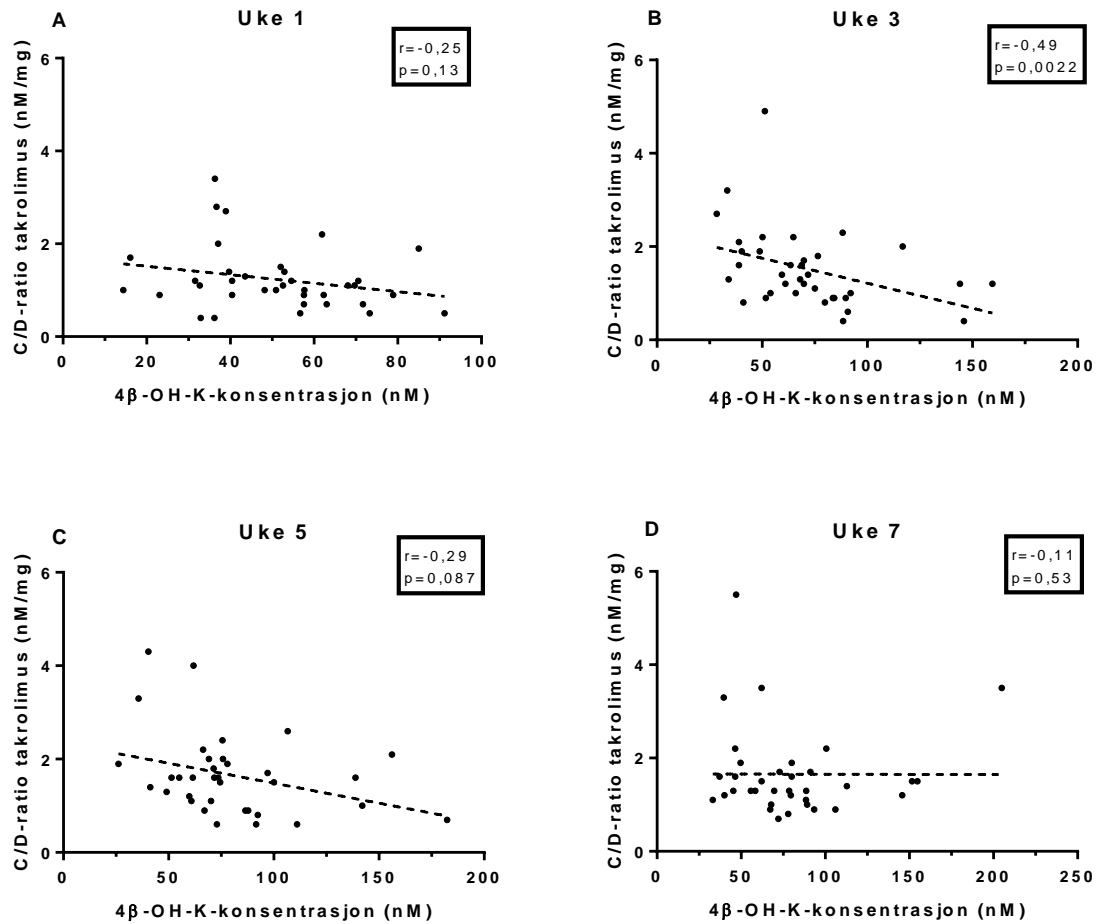 A
Uke 1
r=-0,25
p=0,13
C/D-ratio takrolimus (nM/mg)
6
4
2
0
0 20 40 60 80 100
4β-OH-K-konsentrasjon (nM)
B
Uke 3
r=-0,49
p=0,0022
C/D-ratio takrolimus (nM/mg)
6
4
2
0
0 50 100 150 200
4β-OH-K-konsentrasjon (nM)
C
Uke 5
r=-0,29
p=0,087
C/D-ratio takrolimus (nM/mg)
6
4
2
0
0 50 100 150 200
4β-OH-K-konsentrasjon (nM)
D
Uke 7
r=-0,11
p=0,53
C/D-ratio takrolimus (nM/mg)
6
4
2
0
0 50 100 150 200 250
4β-OH-K-konsentrasjon (nM)